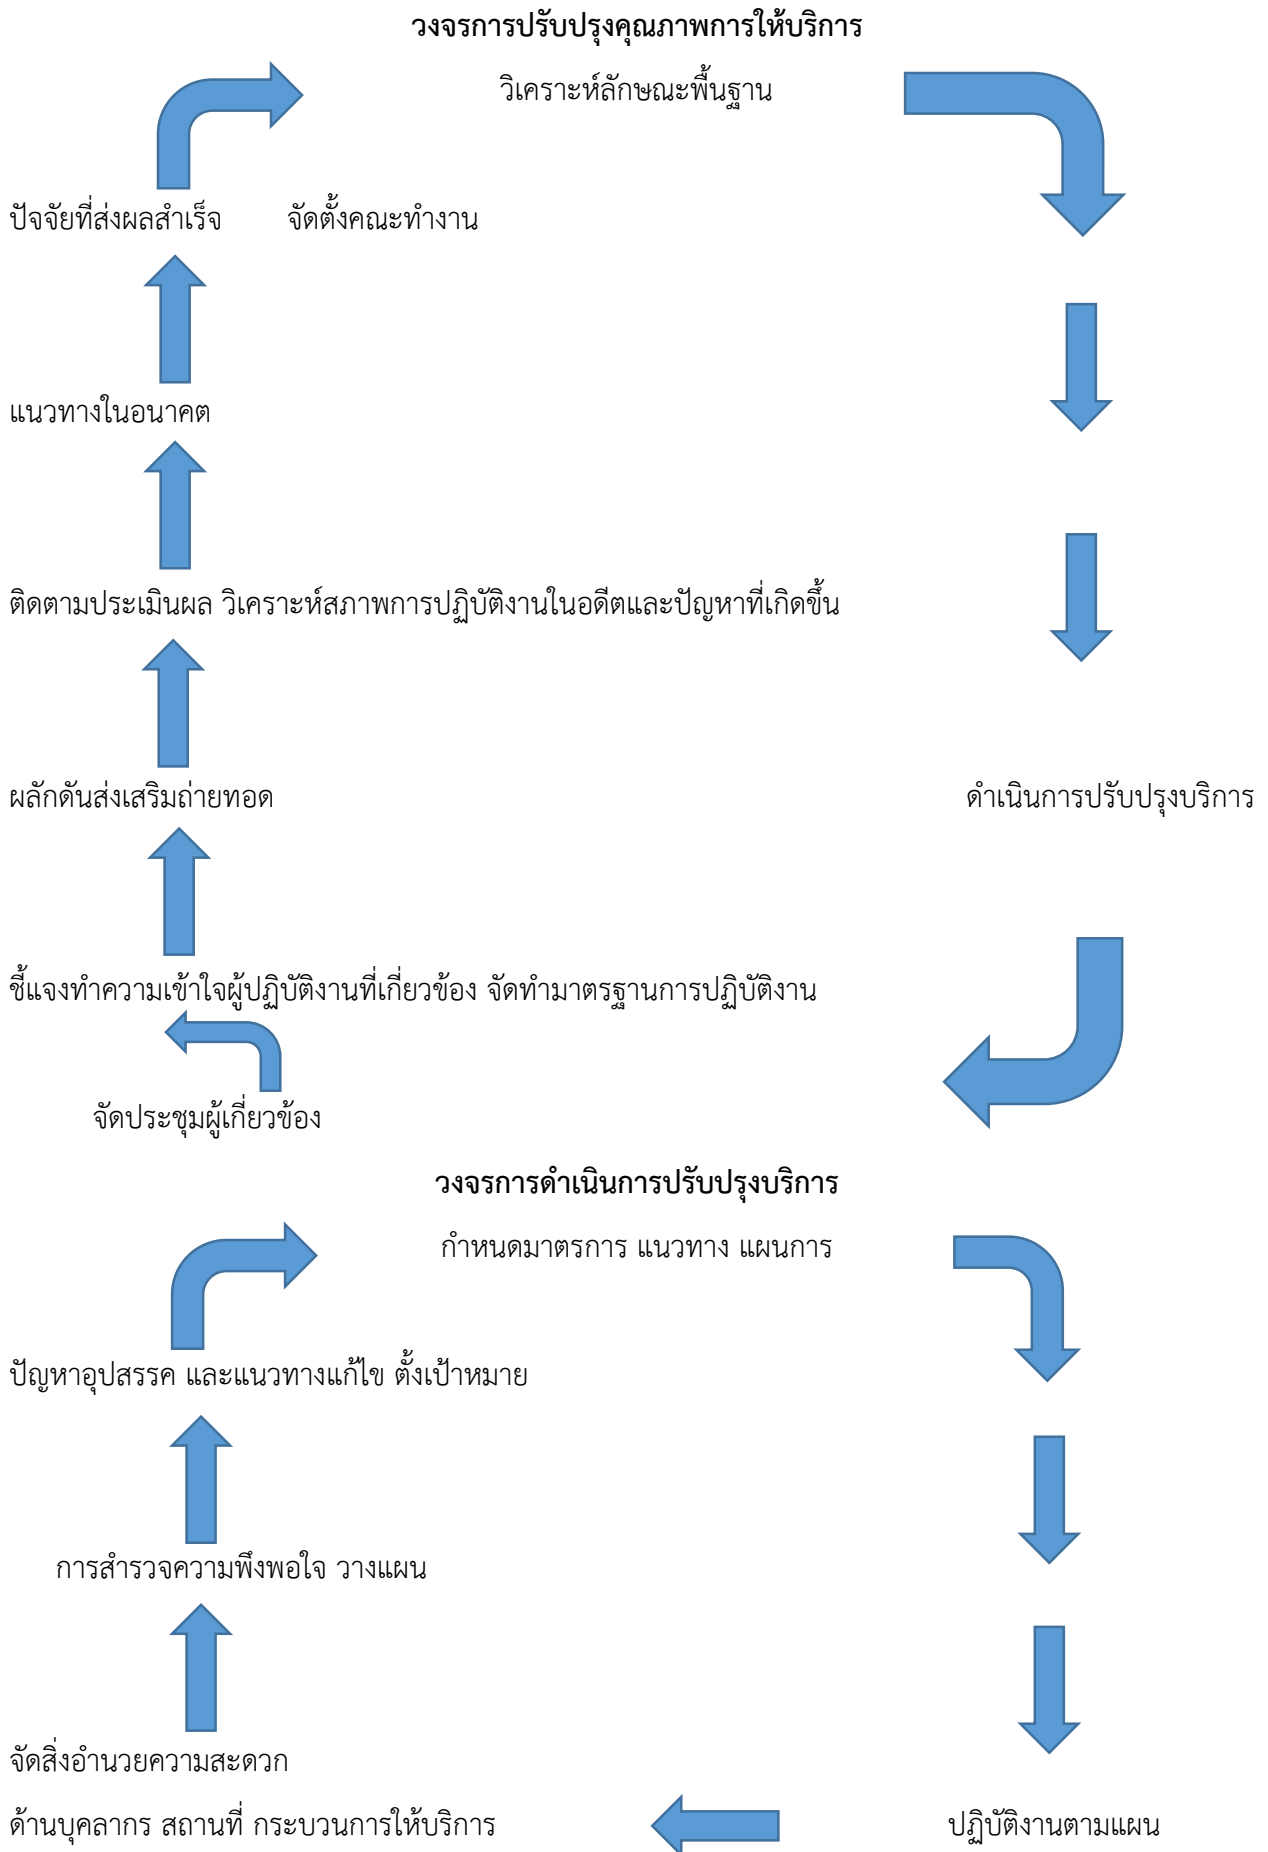 วงจรการปรับปรุงคุณภาพการให้บริการ
วิเคราะห์ลักษณะพื้นฐาน
ปัจจัยที่ส่งผลสำเร็จ จัดตั้งคณะทำงาน
แนวทางในอนาคต
ติดตามประเมินผล วิเคราะห์สภาพการปฏิบัติงานในอดีตและปัญหาที่เกิดขึ้น
ผลักดันส่งเสริมถ่ายทอด ดำเนินการปรับปรุงบริการ
ชี้แจงทำความเข้าใจผู้ปฏิบัติงานที่เกี่ยวข้อง จัดทำมาตรฐานการปฏิบัติงาน
จัดประชุมผู้เกี่ยวข้อง
วงจรการดำเนินการปรับปรุงบริการ
กำหนดมาตรการ แนวทาง แผนการ
ปัญหาอุปสรรค และแนวทางแก้ไข ตั้งเป้าหมาย
การสำรวจความพึงพอใจ วางแผน
จัดสิ่งอำนวยความสะดวก
ด้านบุคลากร สถานที่ กระบวนการให้บริการ ปฏิบัติงานตามแผน